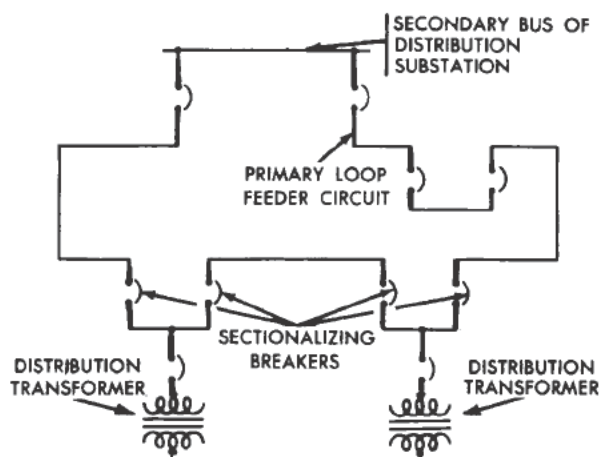 SECONDARY BUS OF
DISTRIBUTION
SUBSTATION
PRIMARY LOOP
FEEDER CIRCUIT
SECTIONALIZING
BREAKERS
DISTRIBUTION
TRANSFORMER
DISTRIBUTION
TRANSFORMER